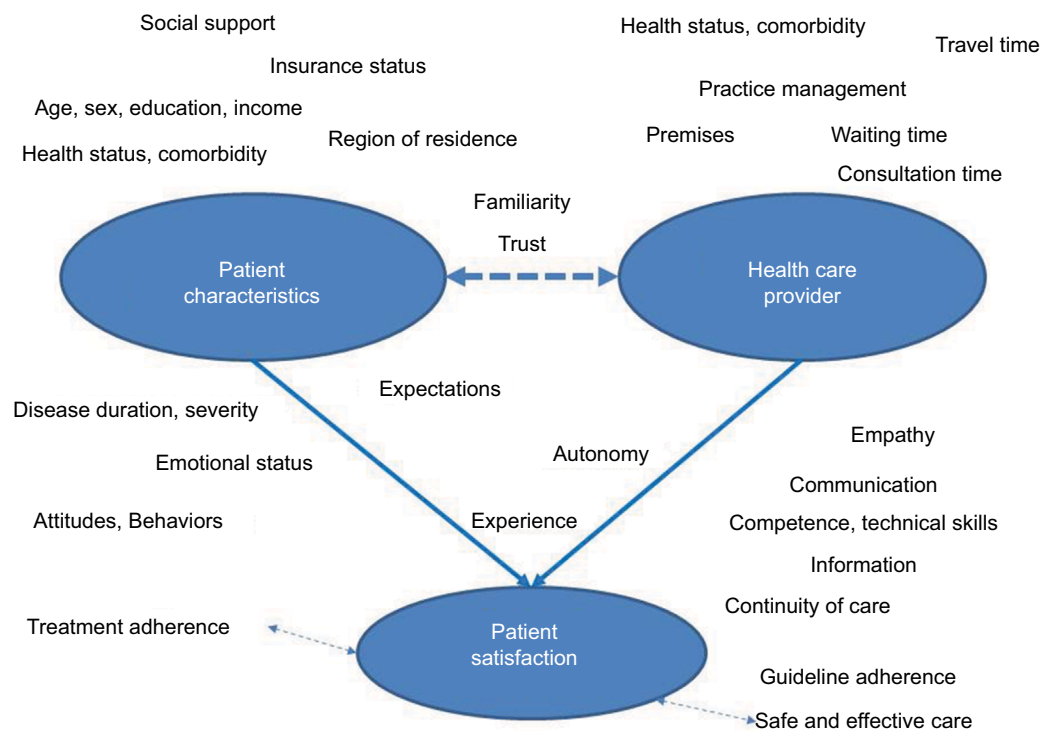 Social support
Health status, comorbidity
Travel time
Insurance status
Practice management
Age, sex, education, income
Region of residence
Premises
Waiting time
Health status, comorbidity
Consultation time
Familiarity
Trust
Patient
characteristics
Health care
provider
Expectations
Disease duration, severity
Empathy
Autonomy
Emotional status
Communication
Attitudes, Behaviors
Experience
Competence, technical skills
Information
Continuity of care
Treatment adherence
Patient
satisfaction
Guideline adherence
Safe and effective care